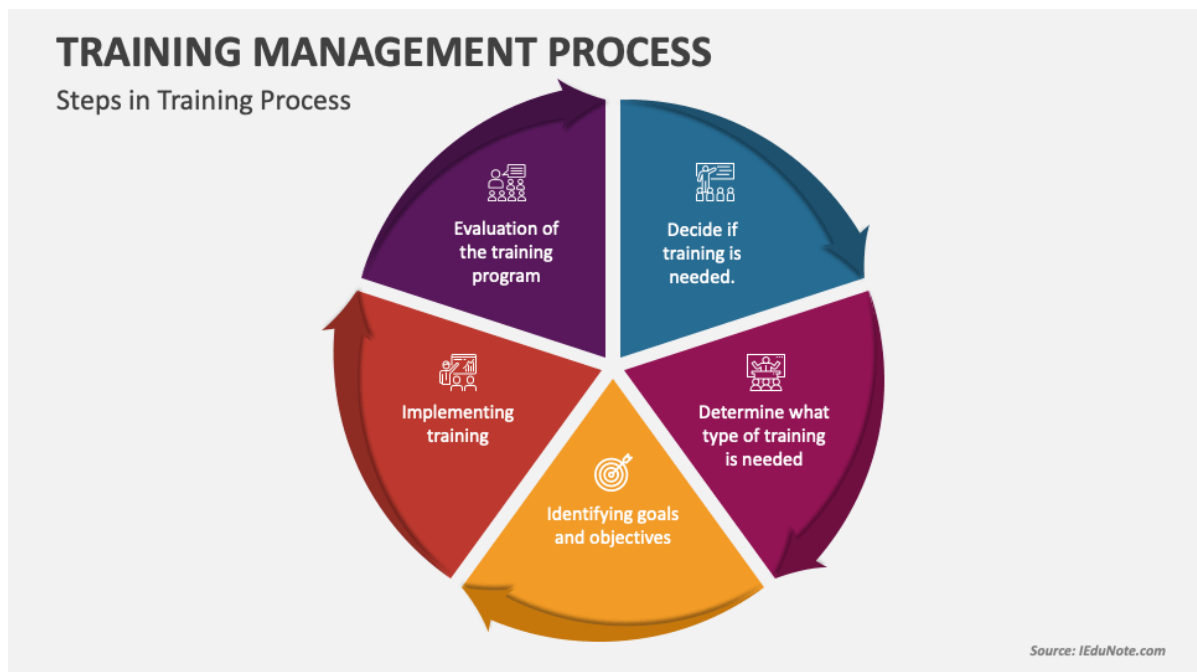 TRAINING MANAGEMENT PROCESS
Steps in Training Process
Decide if
training is
needed.
Determine what
type of training
is needed
Identifying goals
and objectives
Implementing
training
Evaluation of
the training
program
Source: IEduNote.com